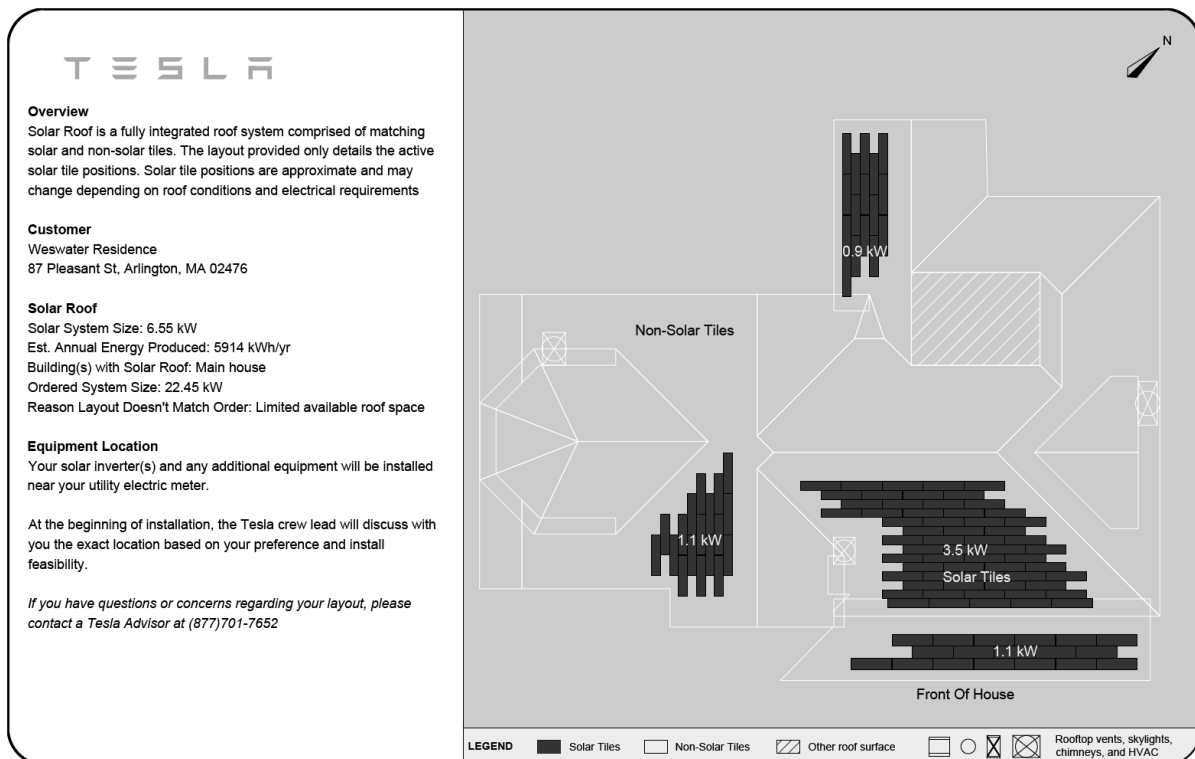 TESLA
Overview
Solar Roof is a fully integrated roof system comprised of matching
solar and non-solar tiles. The layout provided only details the active
solar tile positions. Solar tile positions are approximate and may
change depending on roof conditions and electrical requirements
Customer
Weswater Residence
87 Pleasant St, Arlington, MA 02476
Solar Roof
Solar System Size: 6.55 kW
Est. Annual Energy Produced: 5914 kWh/yr
Building(s) with Solar Roof: Main house
Ordered System Size: 22.45 kW
Reason Layout Doesn't Match Order: Limited available roof space
Equipment Location
Your solar inverter(s) and any additional equipment will be installed
near your utility electric meter.
At the beginning of installation, the Tesla crew lead will discuss with
you the exact location based on your preference and install
feasibility.
If you have questions or concerns regarding your layout, please
contact a Tesla Advisor at (877)701-7652
N
0.9 kW
Non-Solar Tiles
1.1 kW
3.5 kW
Solar Tiles
1.1 kW
Front Of House
LEGEND
Solar Tiles
Non-Solar Tiles
Other roof surface
Rooftop vents, skylights,
chimneys, and HVAC